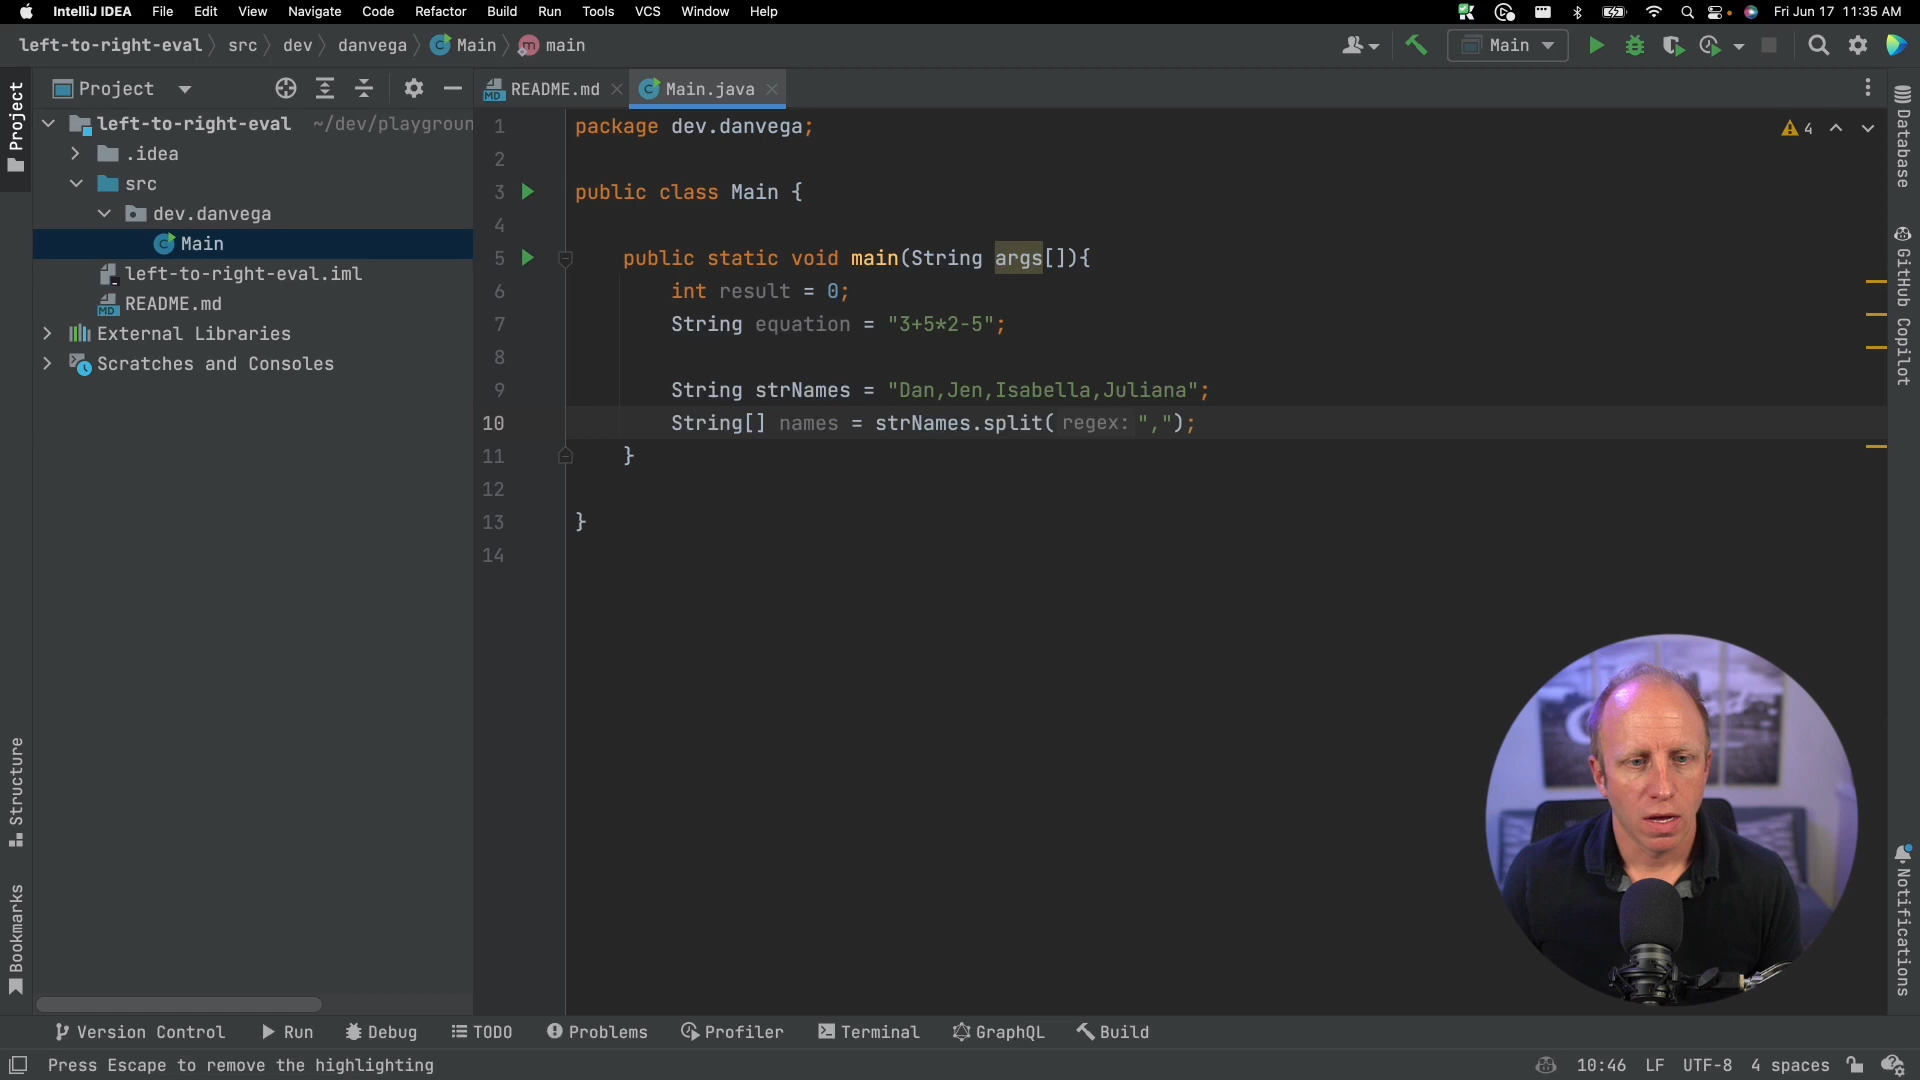 IntelliJ IDEA File Edit View Navigate Code Refactor Build Run Tools VCS Window Help Fri Jun 17 11:35 AM
left-to-right-eval src dev danvega Main main Main
Project README.md Main.java
Project
left-to-right-eval ~/dev/playgroun
.idea
src
dev.danvega
Main
left-to-right-eval.iml
README.md
External Libraries
Scratches and Consoles
Structure
Bookmarks
1 package dev.danvega;
2
3 public class Main {
4
5 public static void main(String args[]){
6 int result = 0;
7 String equation = "3+5*2-5";
8
9 String strNames = "Dan,Jen,Isabella,Juliana";
10 String[] names = strNames.split( regex: ",");
11 }
12
13 }
14
4
Database
GitHub Copilot
Notifications
Version Control Run Debug TODO Problems Profiler Terminal GraphQL Build
Press Escape to remove the highlighting 10:46 LF UTF-8 4 spaces